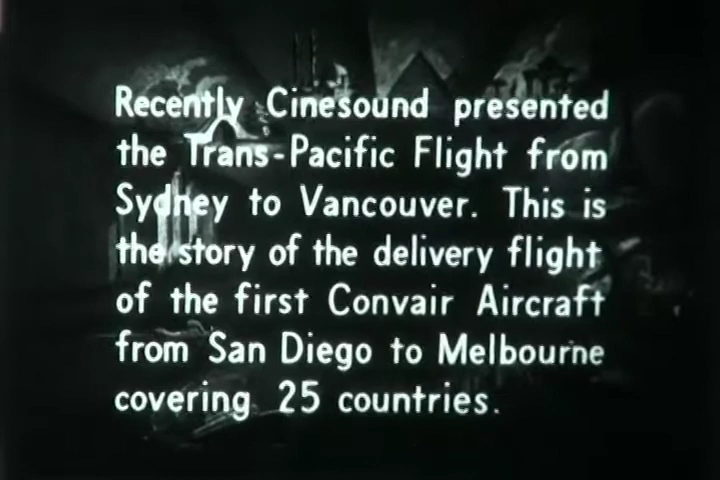 Recently Cinesound presented
the Trans-Pacific Flight from
Sydney to Vancouver. This is
the story of the delivery flight
of the first Convair Aircraft
from San Diego to Melbourne
covering 25 countries.